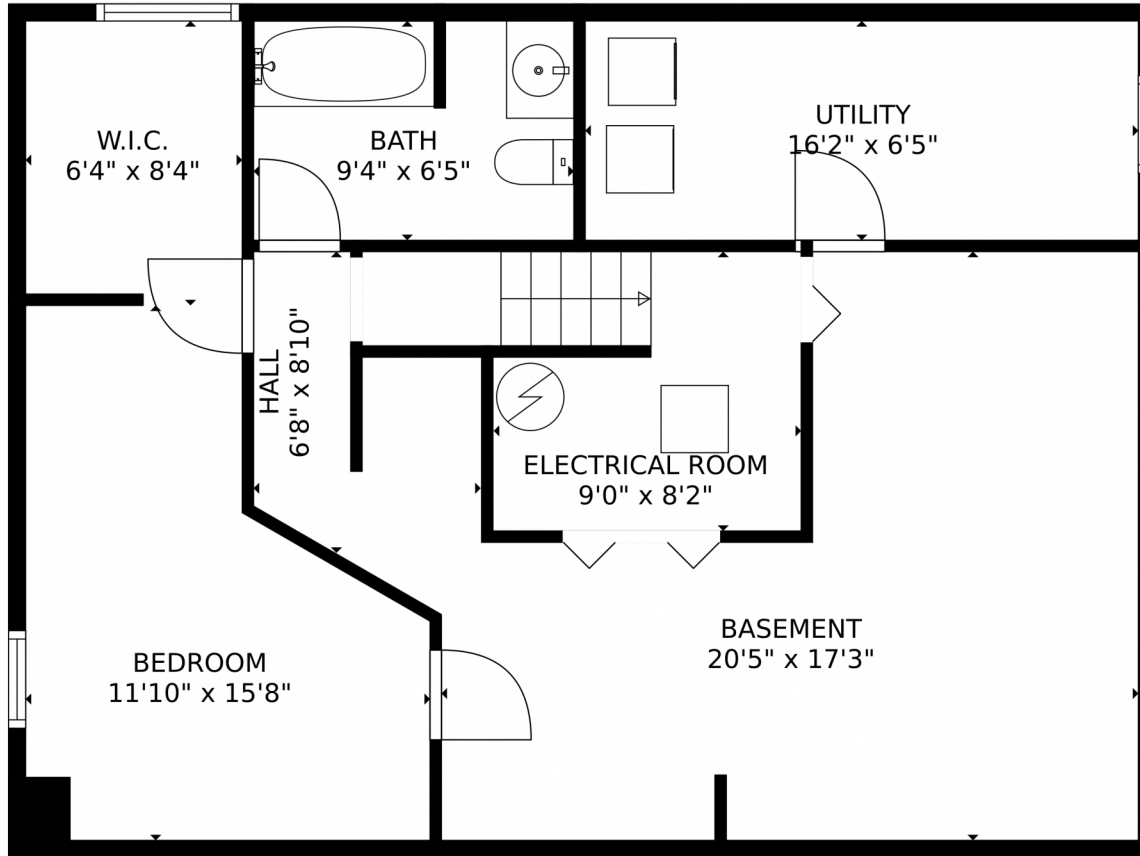 UTILITY
16'2" x 6'5"
W.I.C.
6'4" x 8'4"
BATH
9'4" x 6'5"
HALL
6'8" x 8'10"
ELECTRICAL ROOM
9'0" x 8'2"
BASEMENT
20'5" x 17'3"
BEDROOM
11'10" x 15'8"